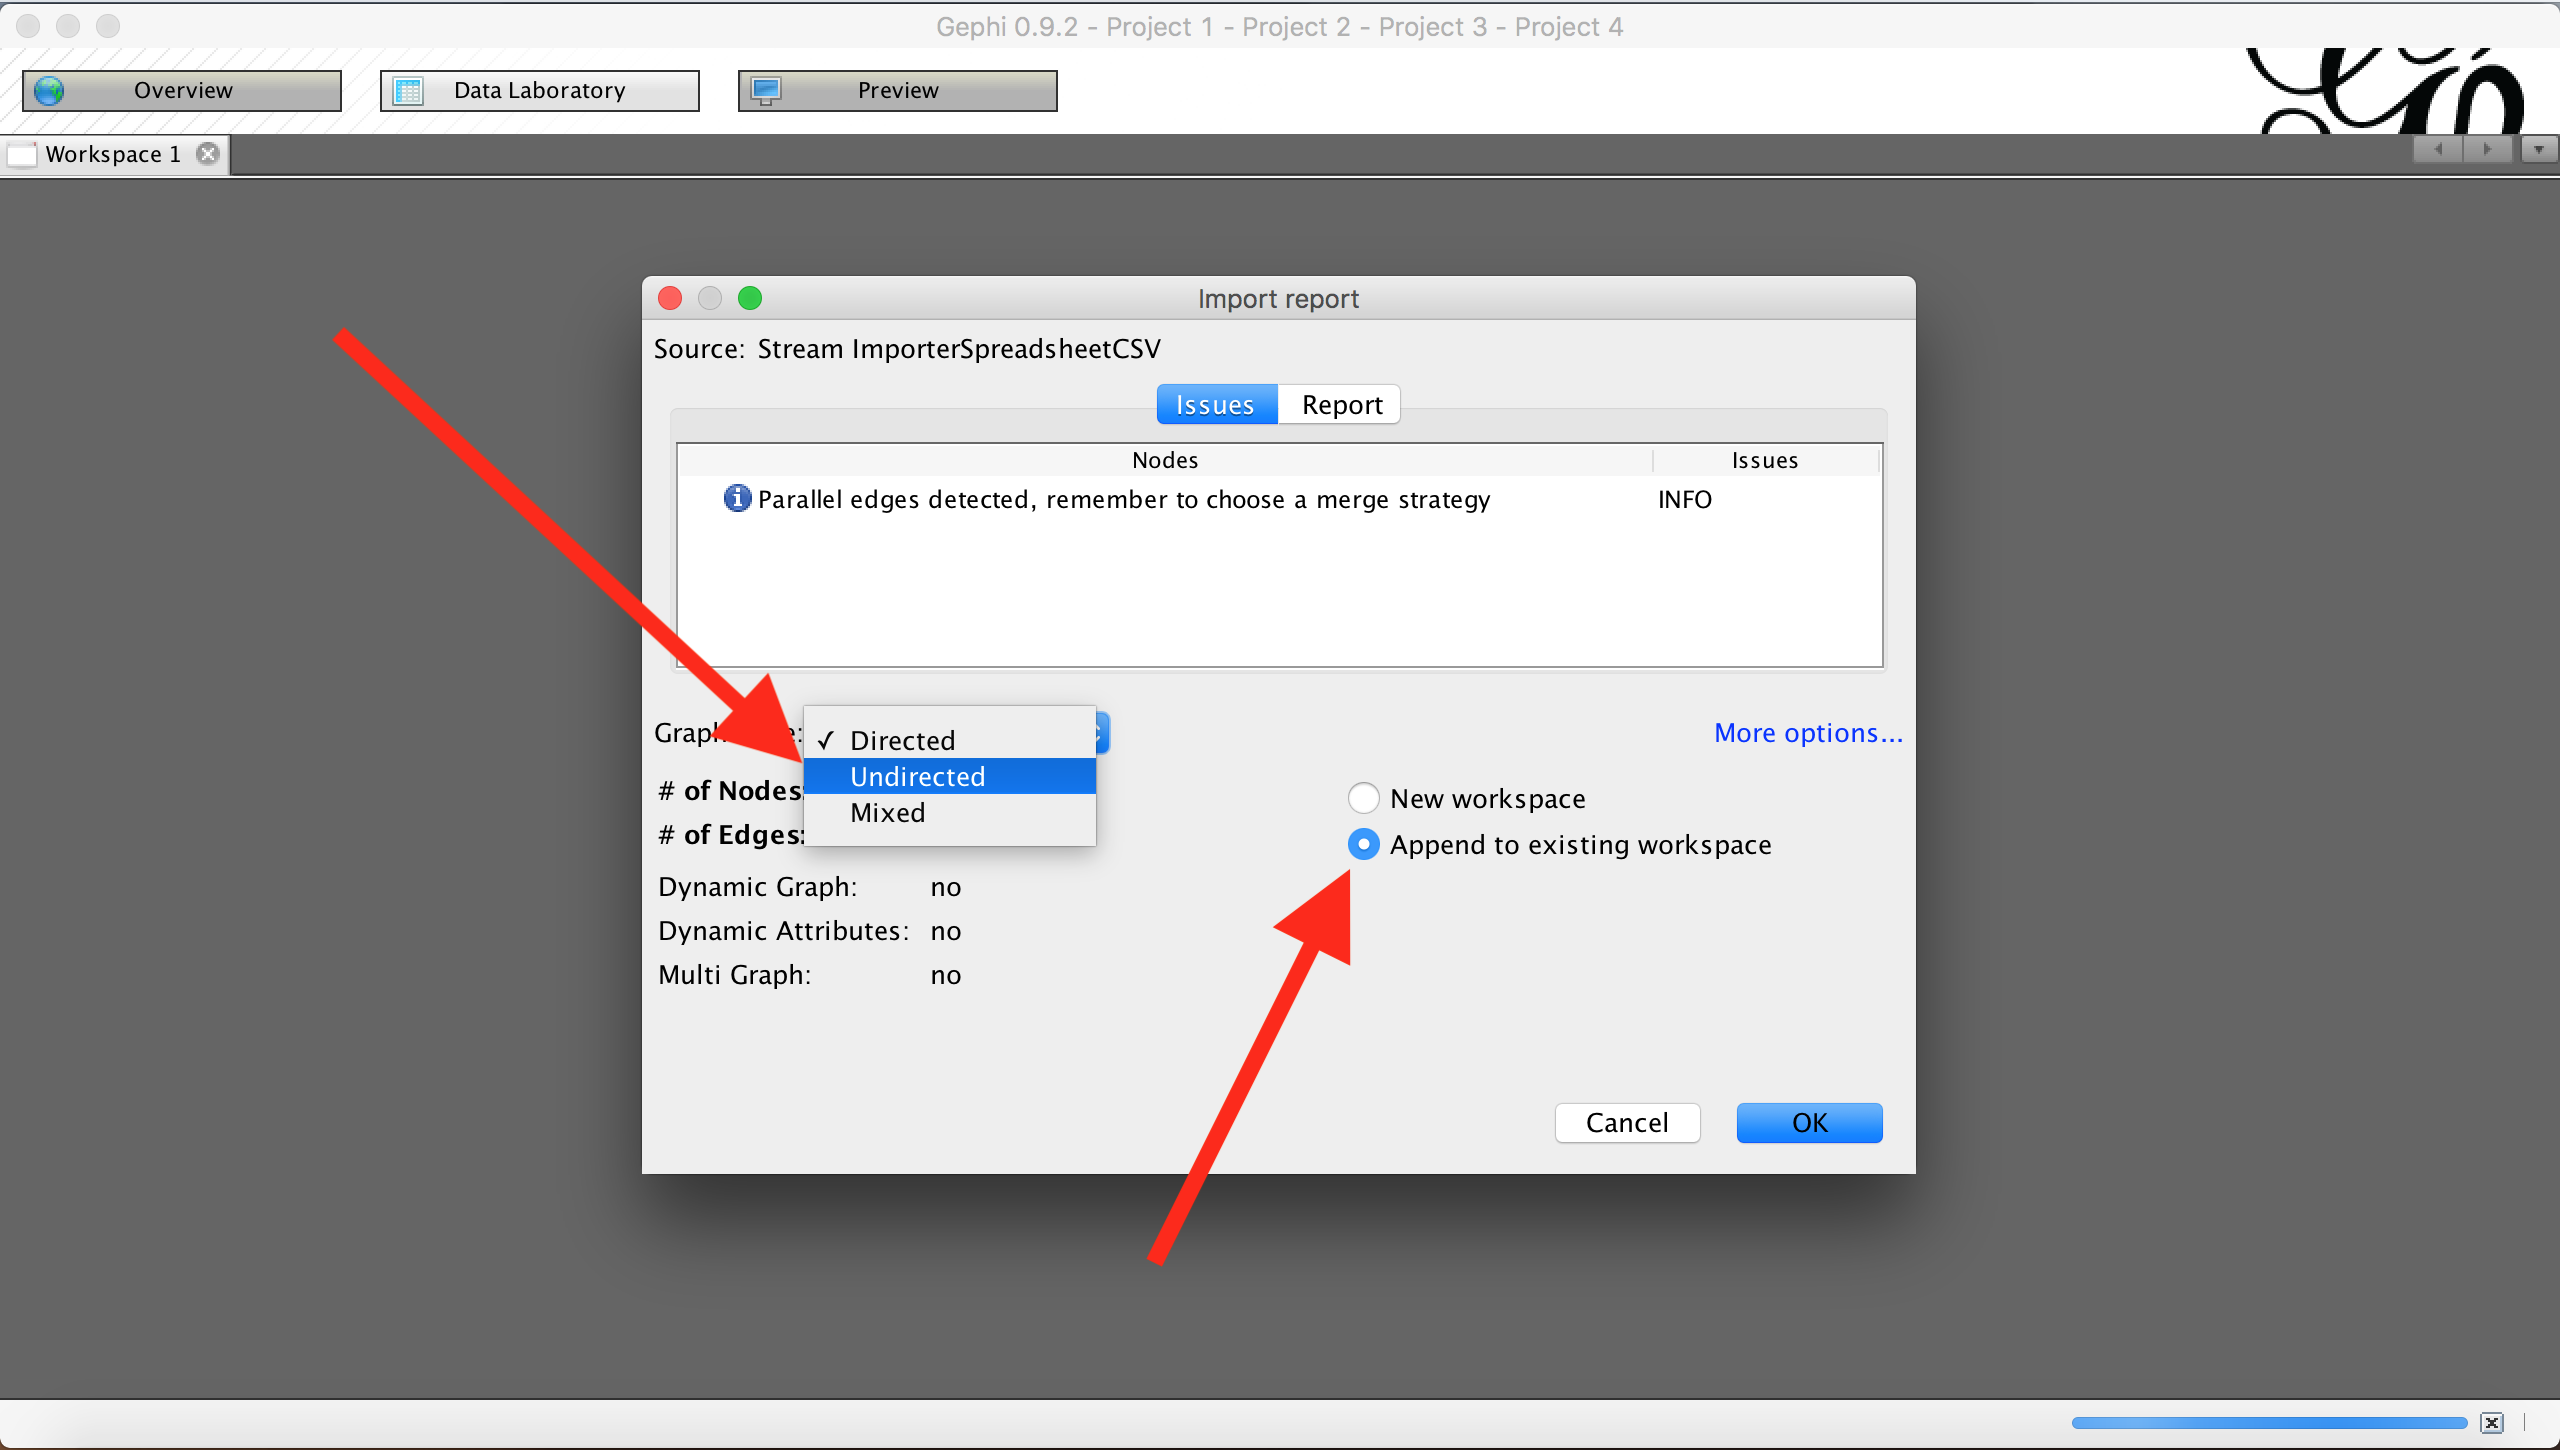 Gephi 0.9.2 - Project 1 - Project 2 - Project 3 - Project 4
Overview
Data Laboratory
Preview
Workspace 1
Import report
Source: Stream ImporterSpreadsheetCSV
Issues
Report
Nodes
Issues
Parallel edges detected, remember to choose a merge strategy
INFO
Directed
More options...
Undirected
# of Nodes:
New workspace
Mixed
# of Edges:
Append to existing workspace
Dynamic Graph: no
Dynamic Attributes: no
Multi Graph: no
Cancel
OK